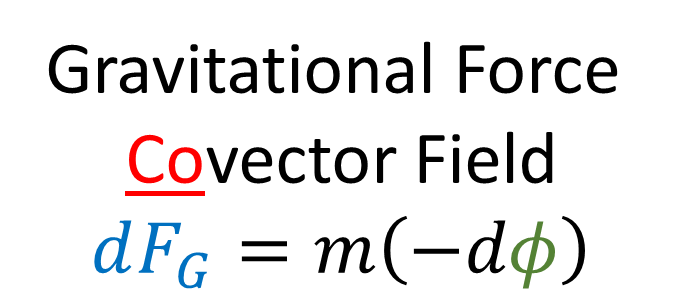 Gravitational Force
Covector Field
dF_G = m(−dϕ)